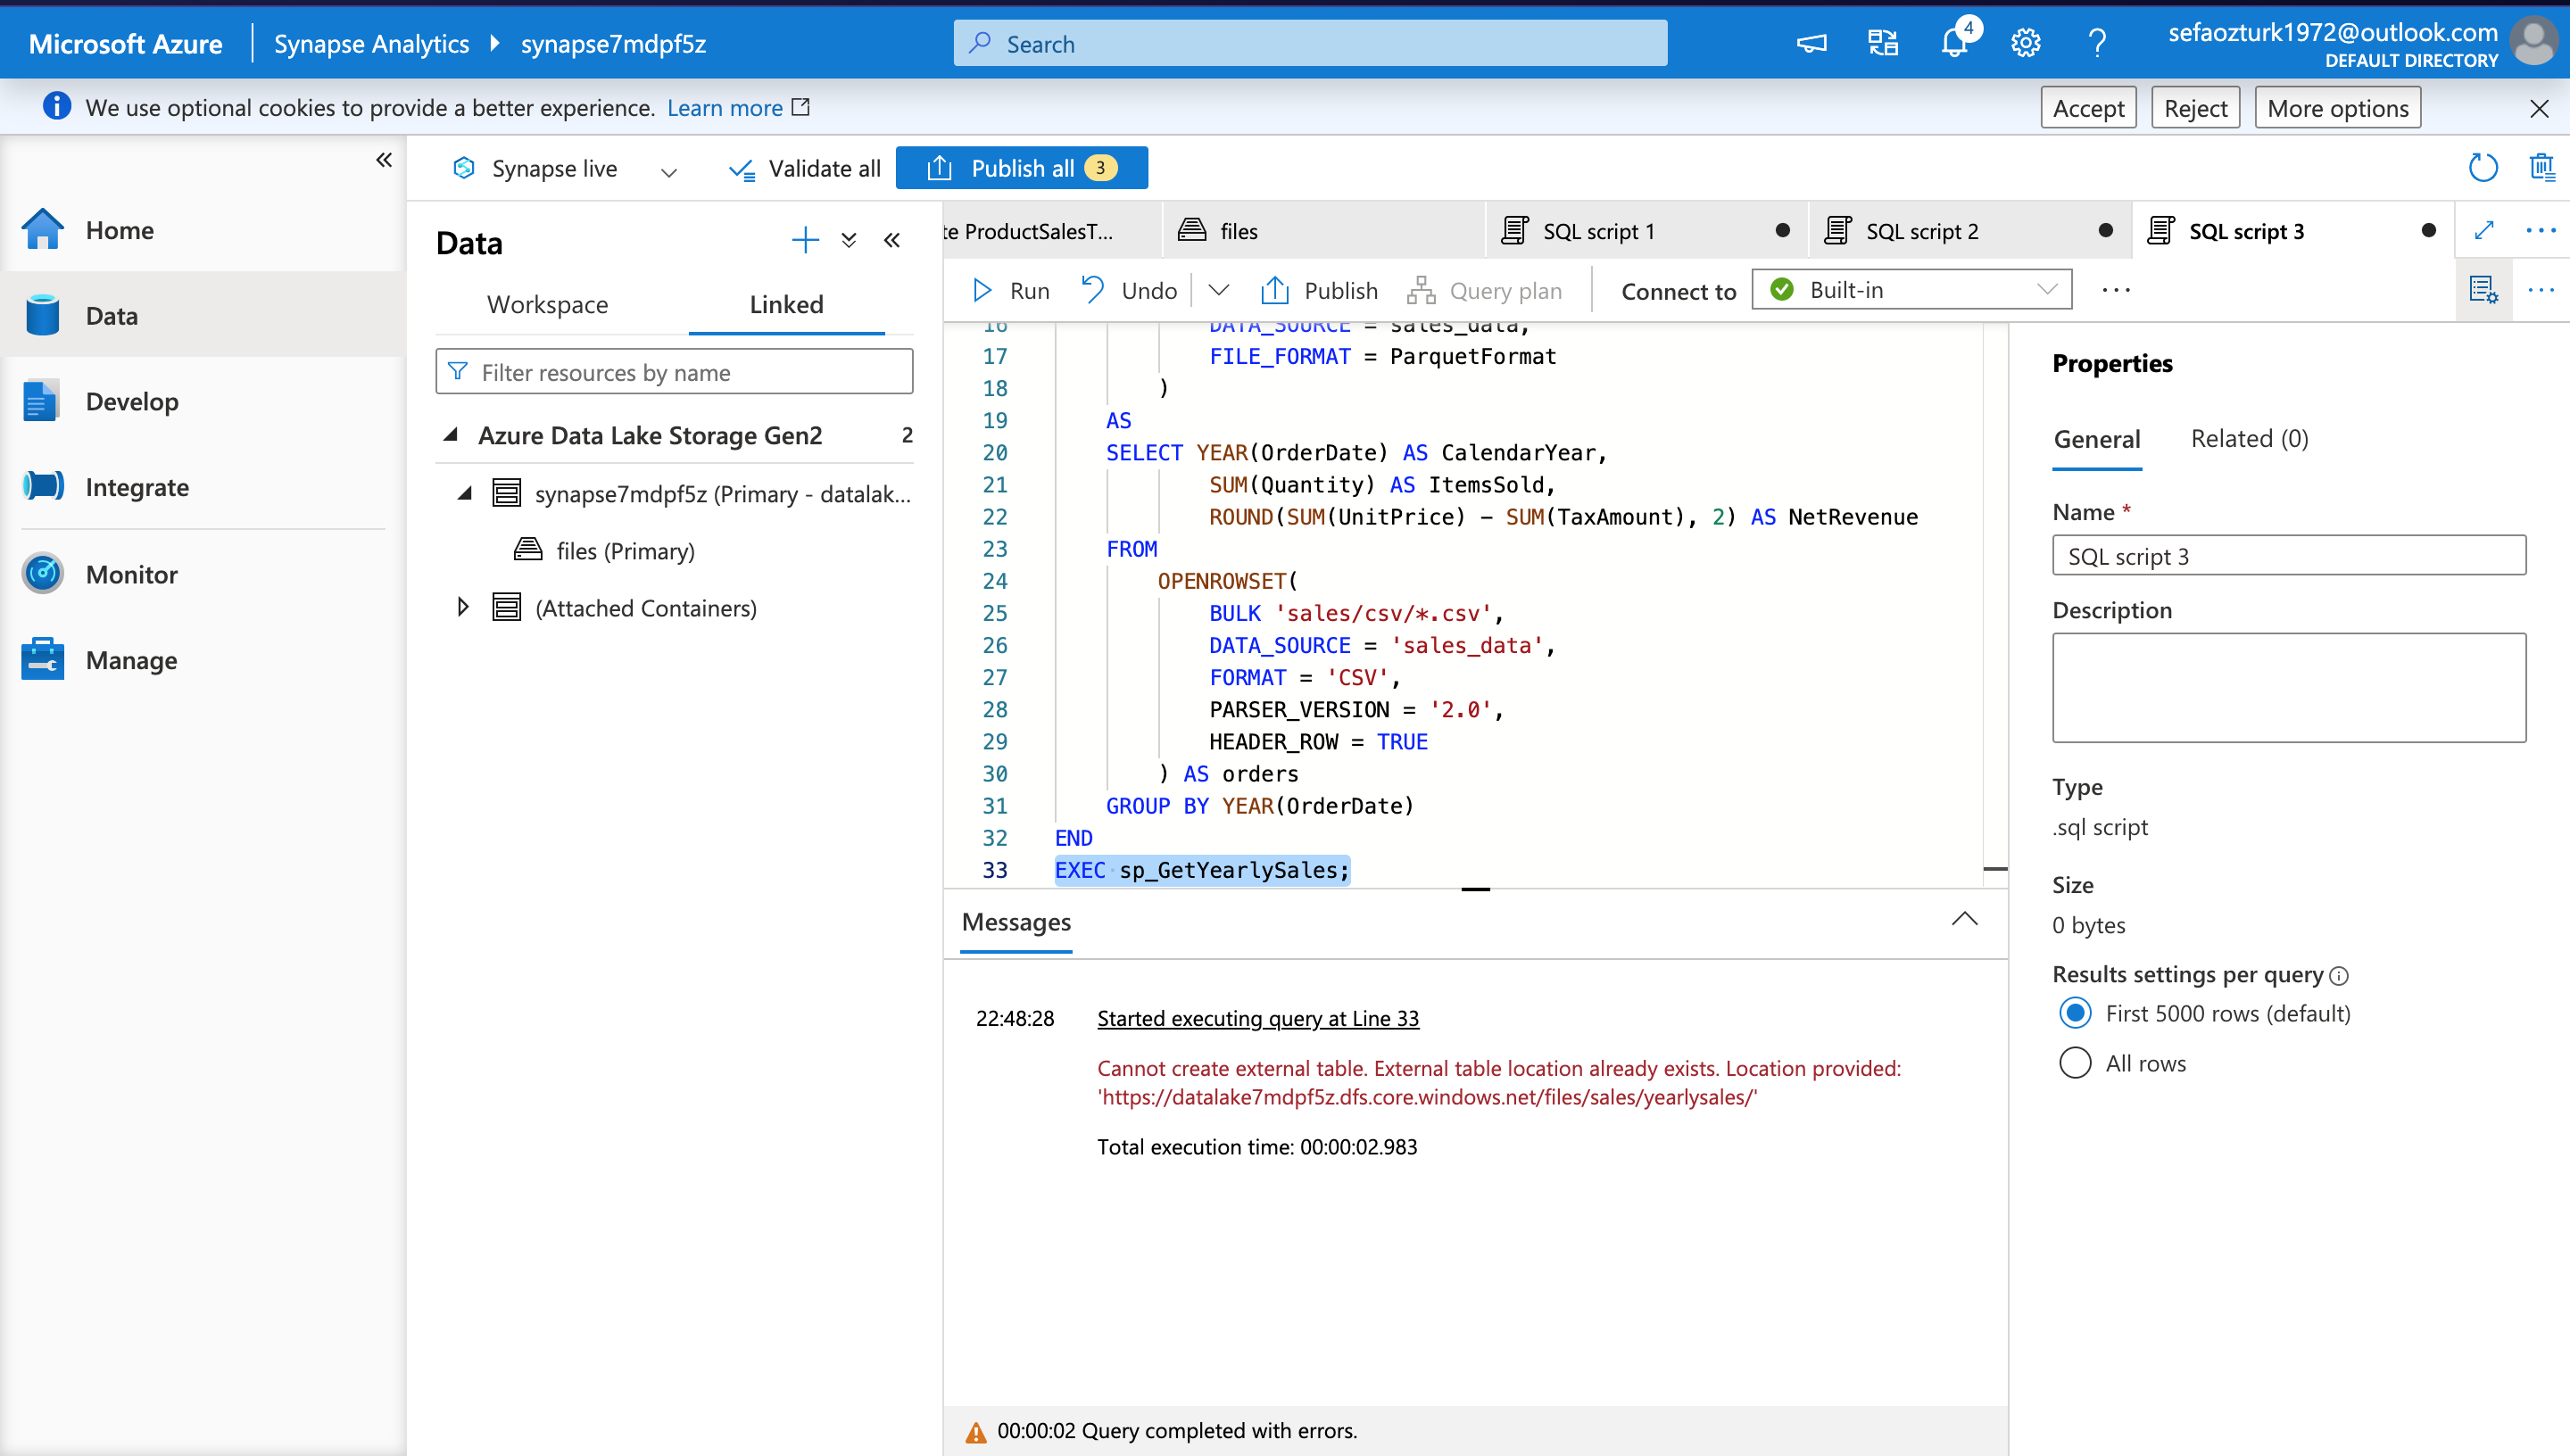 Microsoft Azure
Synapse Analytics
synapse7mdpf5z
Search
4
sefaozturk1972@outlook.com
DEFAULT DIRECTORY
We use optional cookies to provide a better experience. Learn more
Accept
Reject
More options
Home
Data
Develop
Integrate
Monitor
Manage
Synapse live
Validate all
Publish all 3
Data
Workspace
Linked
Filter resources by name
Azure Data Lake Storage Gen2 2
synapse7mdpf5z (Primary - datalak...
files (Primary)
(Attached Containers)
te ProductSalesT...
files
SQL script 1
SQL script 2
SQL script 3
Run
Undo
Publish
Query plan
Connect to
Built-in
16 DATA_SOURCE = sales_data,
17 FILE_FORMAT = ParquetFormat
18 )
19 AS
20 SELECT YEAR(OrderDate) AS CalendarYear,
21 SUM(Quantity) AS ItemsSold,
22 ROUND(SUM(UnitPrice) - SUM(TaxAmount), 2) AS NetRevenue
23 FROM
24 OPENROWSET(
25 BULK 'sales/csv/*.csv',
26 DATA_SOURCE = 'sales_data',
27 FORMAT = 'CSV',
28 PARSER_VERSION = '2.0',
29 HEADER_ROW = TRUE
30 ) AS orders
31 GROUP BY YEAR(OrderDate)
32 END
33 EXEC sp_GetYearlySales;
Messages
22:48:28 Started executing query at Line 33
Cannot create external table. External table location already exists. Location provided:
'https://datalake7mdpf5z.dfs.core.windows.net/files/sales/yearlysales/'
Total execution time: 00:00:02.983
00:00:02 Query completed with errors.
Properties
General
Related (0)
Name *
SQL script 3
Description
Type
.sql script
Size
0 bytes
Results settings per query
First 5000 rows (default)
All rows